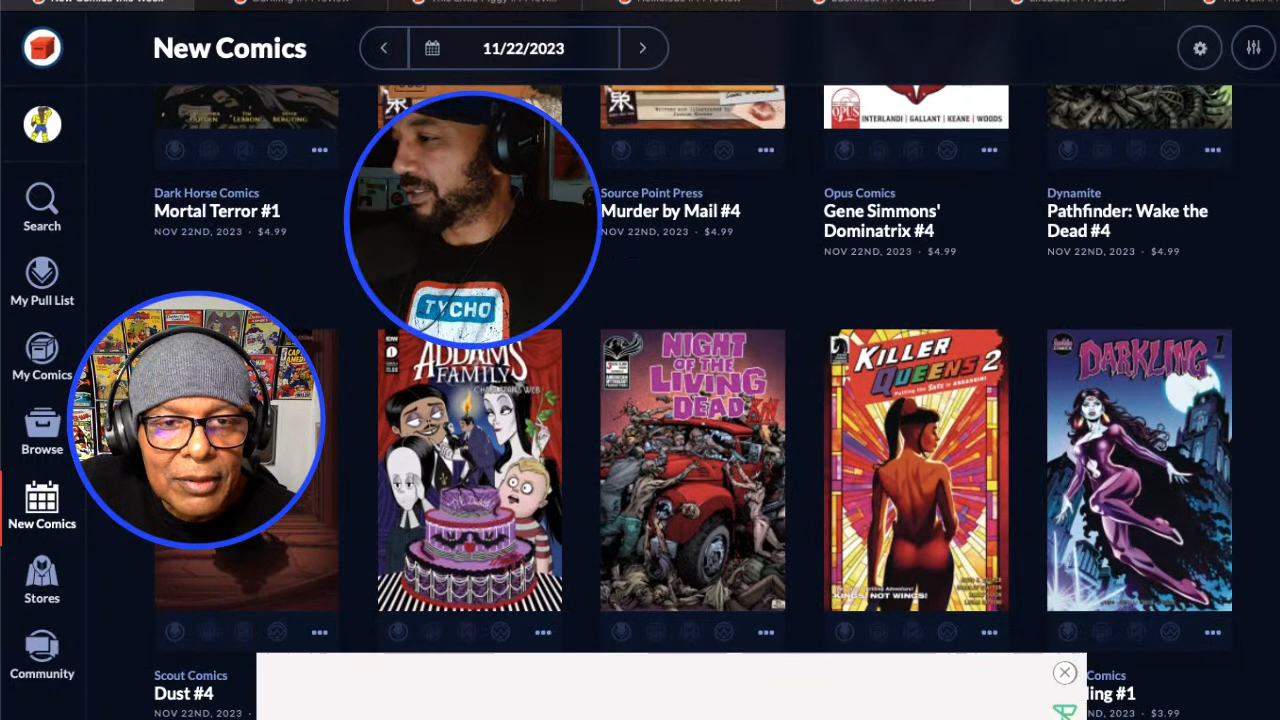 New Comics
11/22/2023
INTERLANDI | GALLANT | KEANE | WOODS
OPUS
Dark Horse Comics
Mortal Terror #1
NOV 22ND, 2023 · $4.99
Source Point Press
Murder by Mail #4
NOV 22ND, 2023 · $4.99
Opus Comics
Gene Simmons'
Dominatrix #4
NOV 22ND, 2023 · $4.99
Dynamite
Pathfinder: Wake the
Dead #4
NOV 22ND, 2023 · $4.99
Search
My Pull List
My Comics
Browse
New Comics
Stores
Community
TYCHO
ADDAMS
FAMILY
NIGHT
OF THE
LIVING
DEAD
KILLER
QUEENS 2
KINGS, NOT WINGS!
DARKLING
1
Scout Comics
Dust #4
NOV 22ND, 2023 ·
Comics
ling #1
ND, 2023 · $3.99